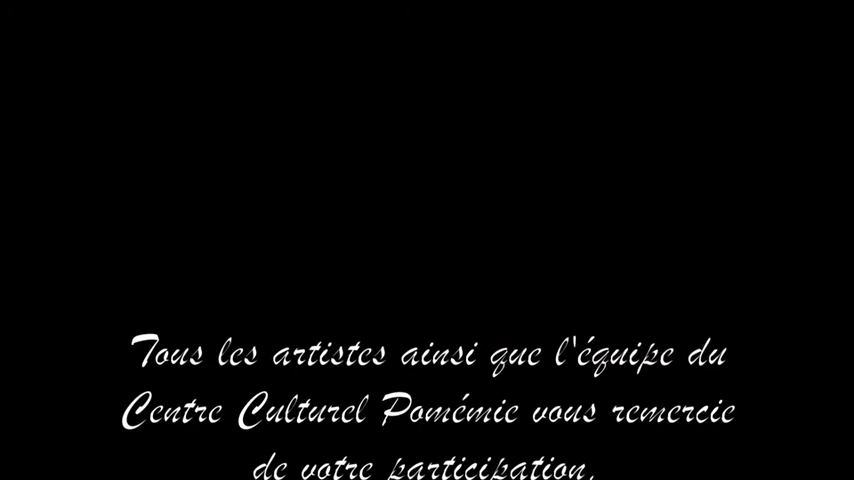 Tous les artistes ainsi que l'équipe du
Centre Culturel Pomémie vous remercie
de votre participation.